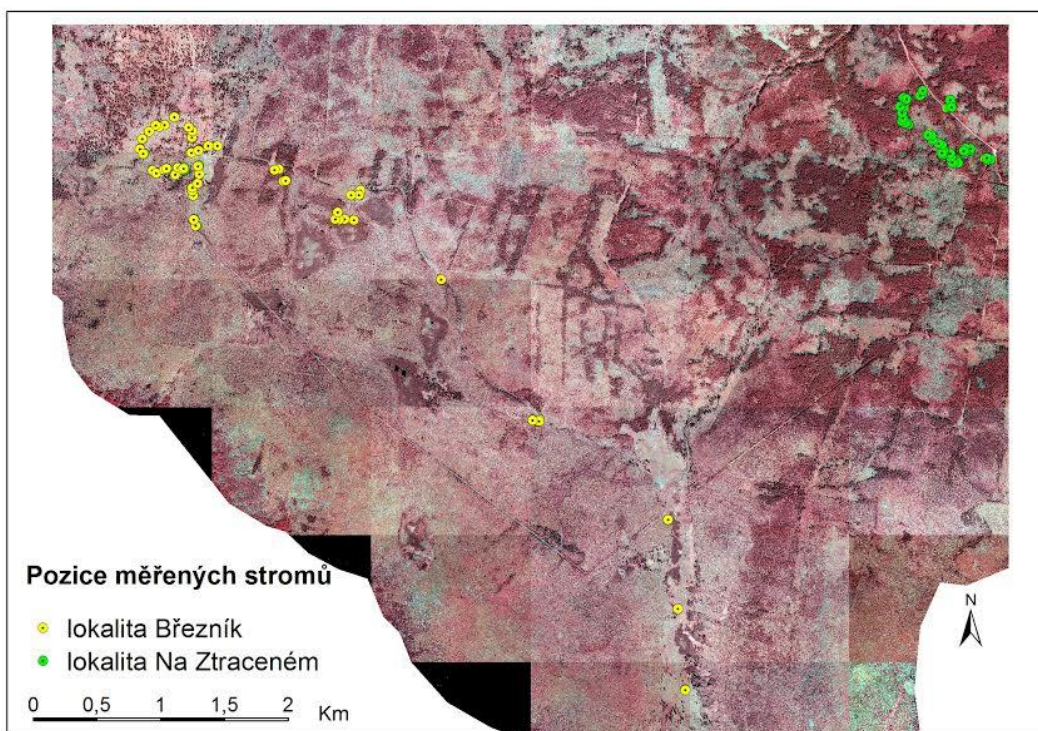 N
Pozice měřených stromů
lokalita Březník
lokalita Na Ztraceném
0 0,5 1 1,5 2 Km